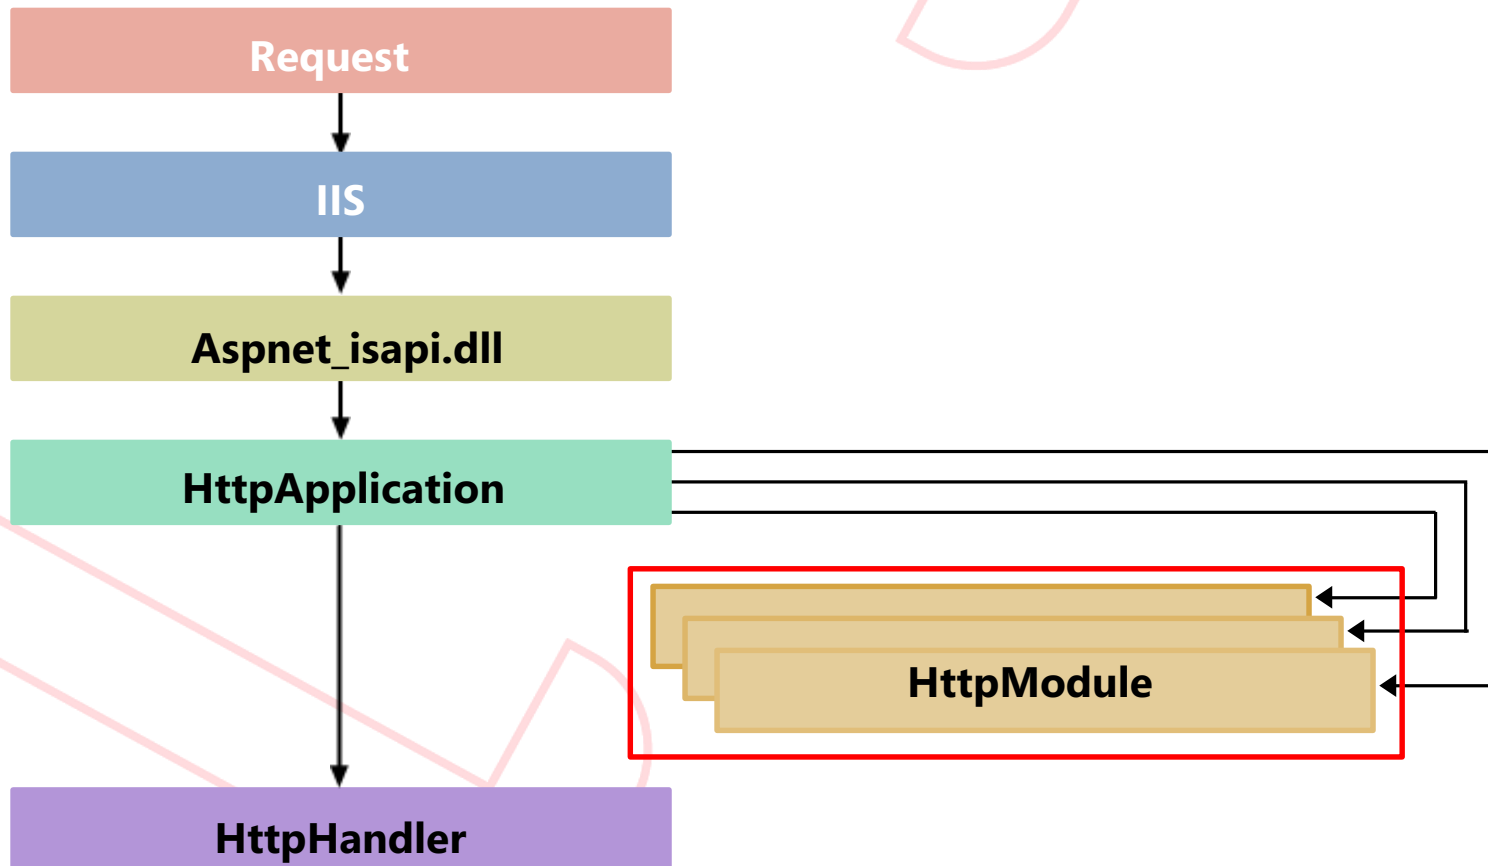 Request
IIS
Aspnet_isapi.dll
HttpApplication
HttpModule
HttpHandler